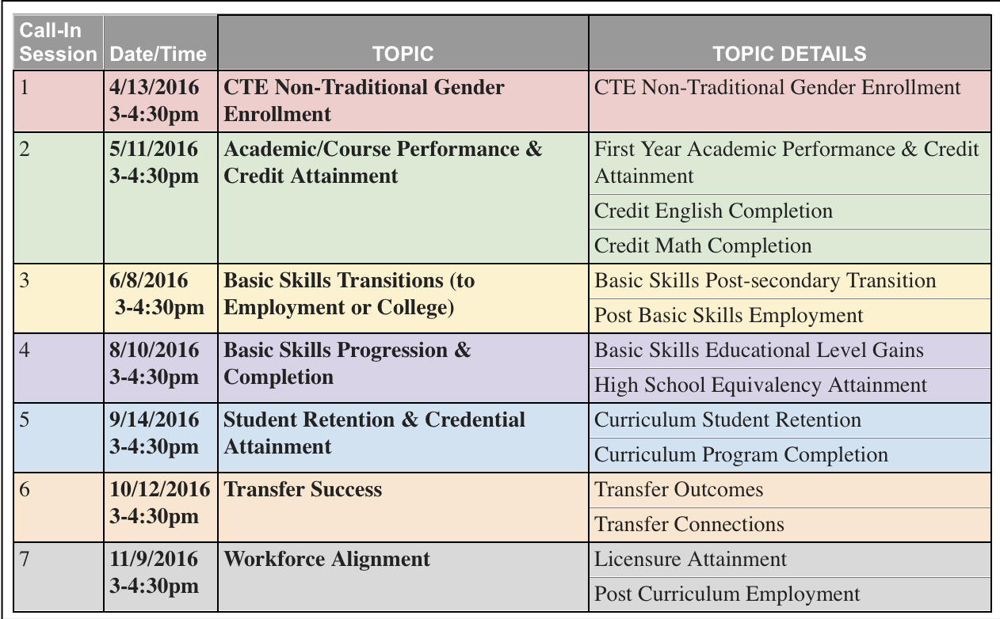 Call-In
Session Date/Time TOPIC TOPIC DETAILS
1 4/13/2016 CTE Non-Traditional Gender CTE Non-Traditional Gender Enrollment
3-4:30pm Enrollment
2 5/11/2016 Academic/Course Performance & First Year Academic Performance & Credit
3-4:30pm Credit Attainment Attainment
Credit English Completion
Credit Math Completion
3 6/8/2016 Basic Skills Transitions (to Basic Skills Post-secondary Transition
3-4:30pm Employment or College) Post Basic Skills Employment
4 8/10/2016 Basic Skills Progression & Basic Skills Educational Level Gains
3-4:30pm Completion High School Equivalency Attainment
5 9/14/2016 Student Retention & Credential Curriculum Student Retention
3-4:30pm Attainment Curriculum Program Completion
6 10/12/2016 Transfer Success Transfer Outcomes
3-4:30pm Transfer Connections
7 11/9/2016 Workforce Alignment Licensure Attainment
3-4:30pm Post Curriculum Employment